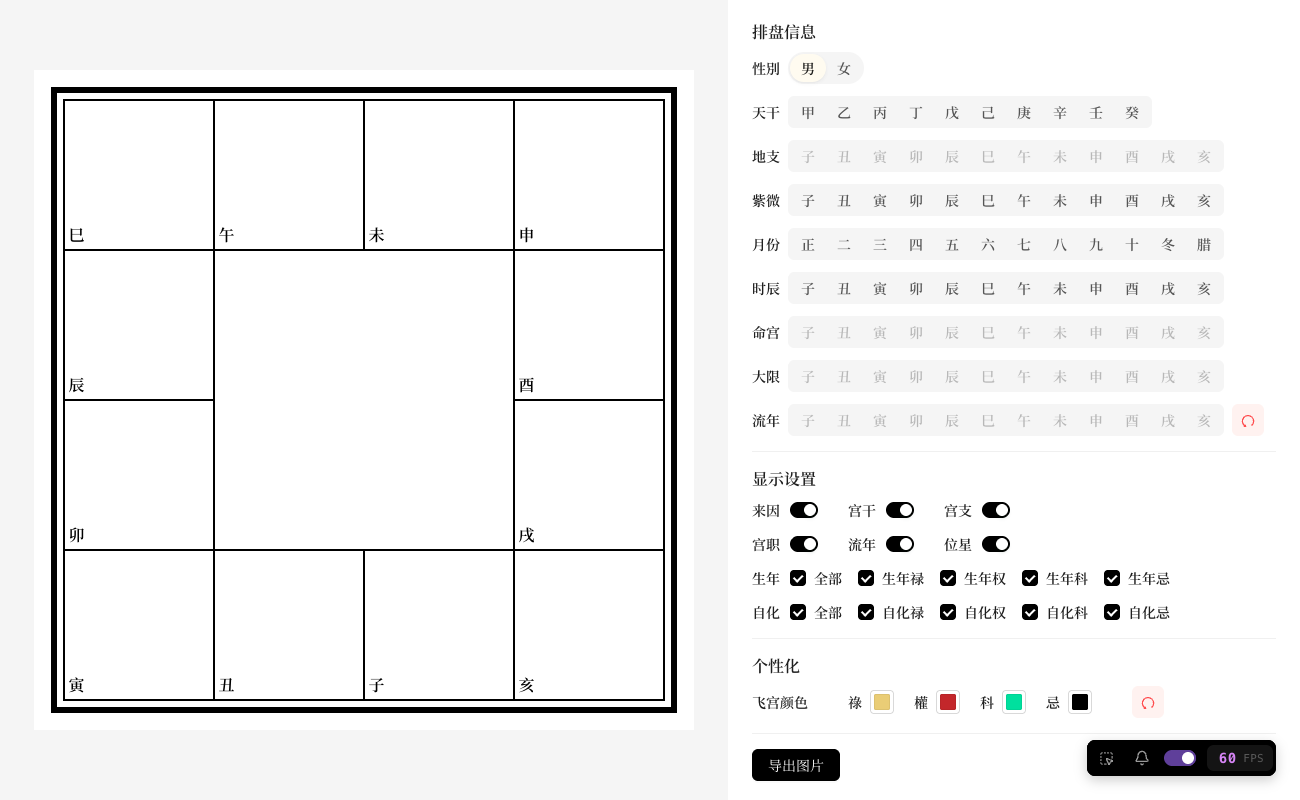 巳 午 未 申
辰 酉
卯 戌
寅 丑 子 亥
排盘信息
性别 男 女
天干 甲 乙 丙 丁 戊 己 庚 辛 壬 癸
地支 子 丑 寅 卯 辰 巳 午 未 申 酉 戌 亥
紫微 子 丑 寅 卯 辰 巳 午 未 申 酉 戌 亥
月份 正 二 三 四 五 六 七 八 九 十 冬 腊
时辰 子 丑 寅 卯 辰 巳 午 未 申 酉 戌 亥
命宫 子 丑 寅 卯 辰 巳 午 未 申 酉 戌 亥
大限 子 丑 寅 卯 辰 巳 午 未 申 酉 戌 亥
流年 子 丑 寅 卯 辰 巳 午 未 申 酉 戌 亥
显示设置
来因 宫干 宫支
宫职 流年 位星
生年 全部 生年禄 生年权 生年科 生年忌
自化 全部 自化禄 自化权 自化科 自化忌
个性化
飞宫颜色 祿 權 科 忌
导出图片
60 FPS